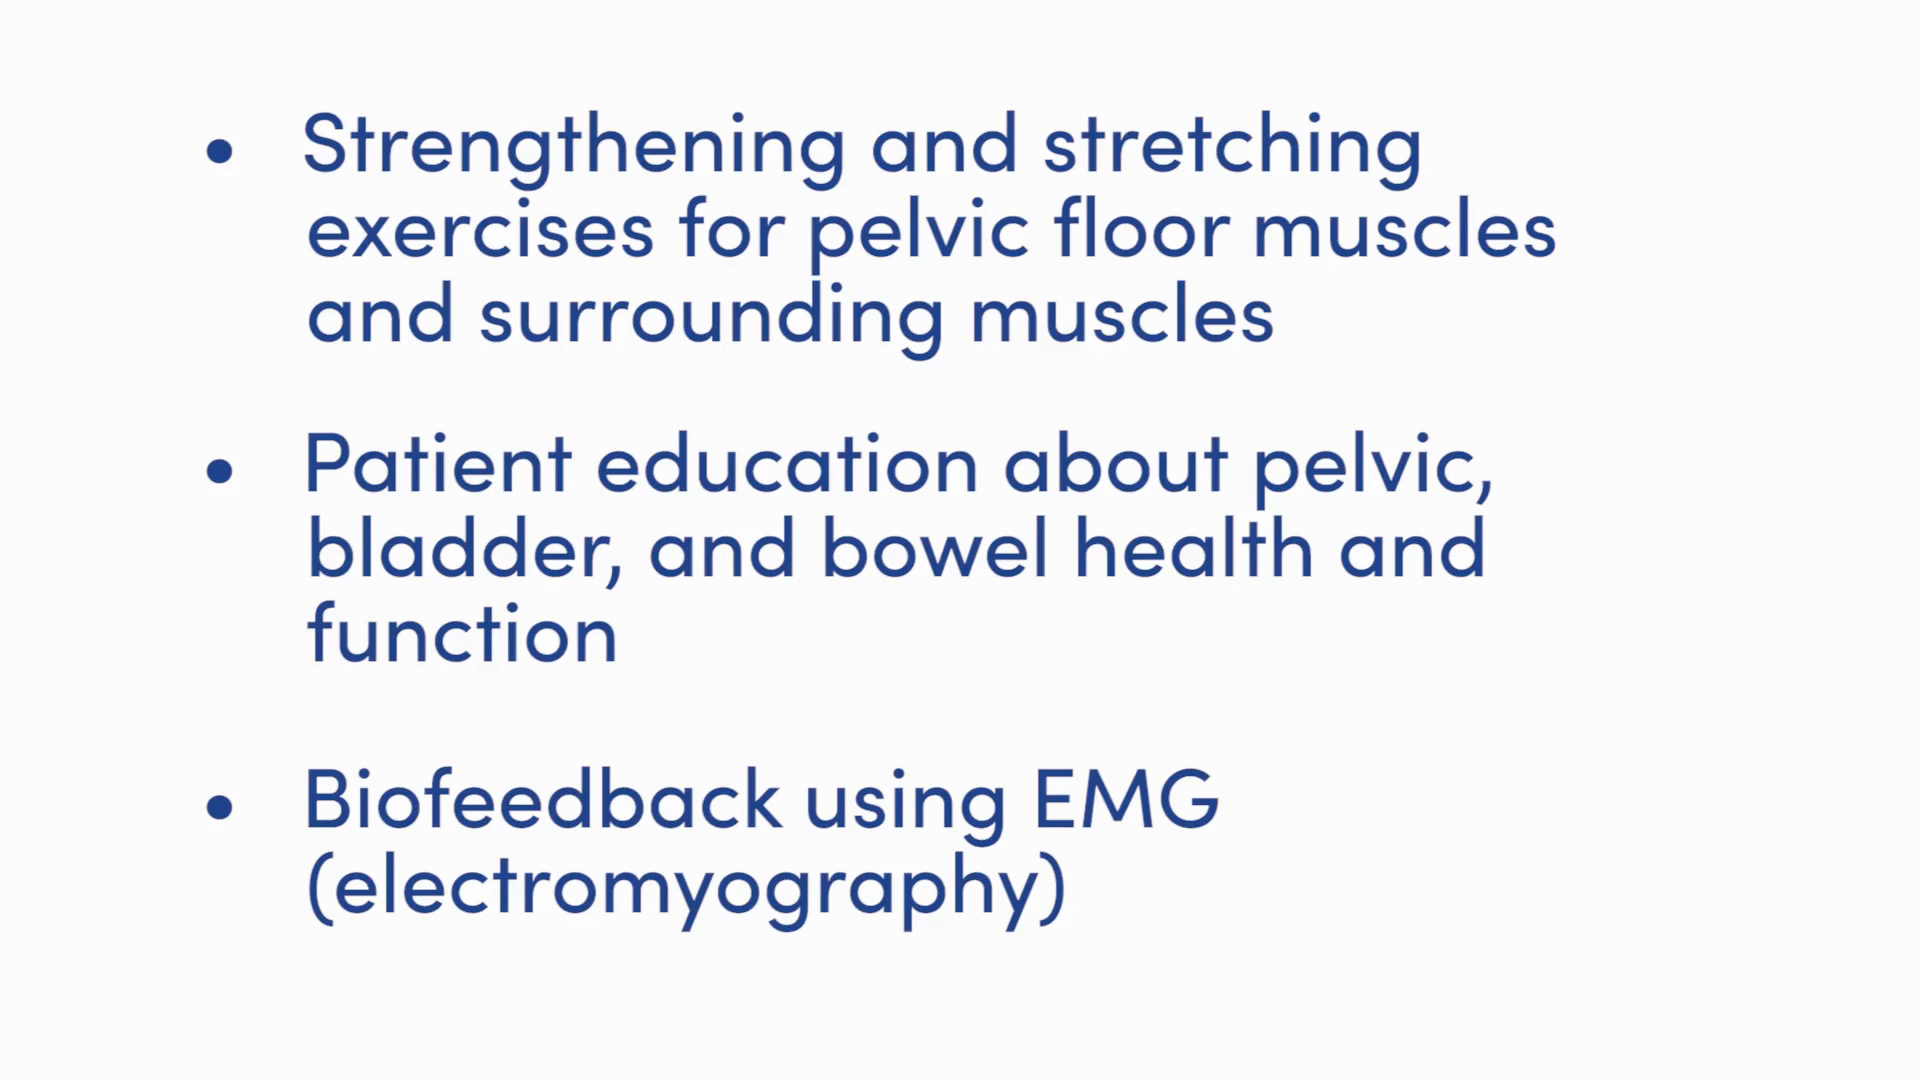 • Strengthening and stretching
exercises for pelvic floor muscles
and surrounding muscles
• Patient education about pelvic,
bladder, and bowel health and
function
• Biofeedback using EMG
(electromyography)